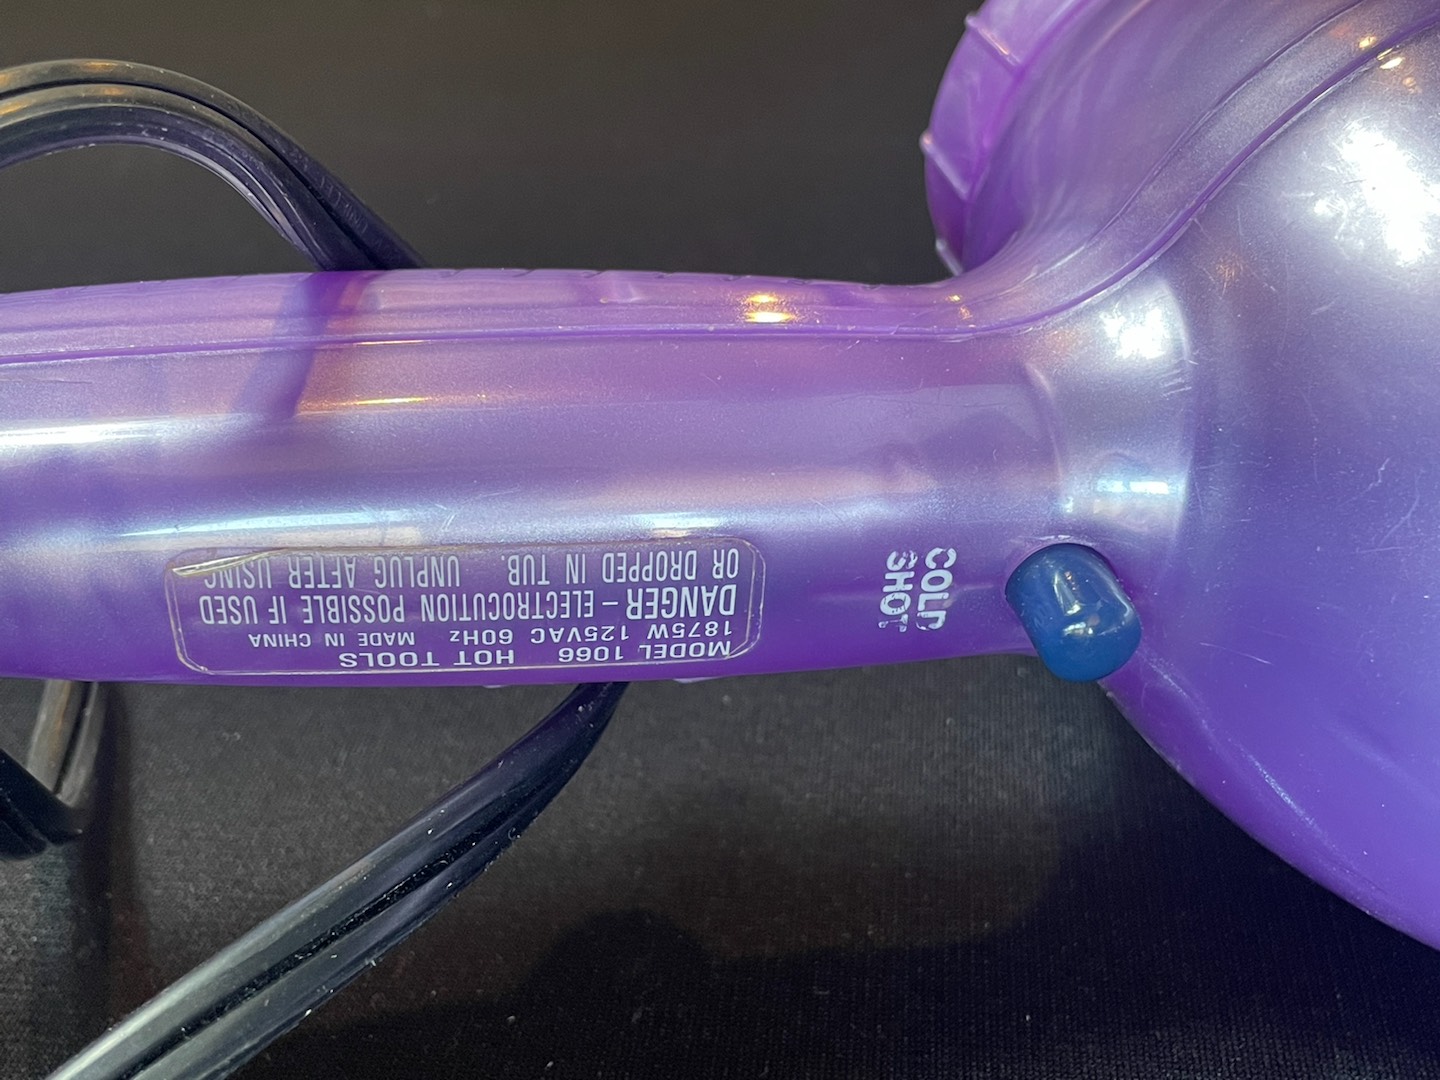 MODEL 1066 HOT TOOLS
1875W 125VAC 60Hz MADE IN CHINA
DANGER – ELECTROCUTION POSSIBLE IF USED
OR DROPPED IN TUB. UNPLUG AFTER USING
COLD
SHOT